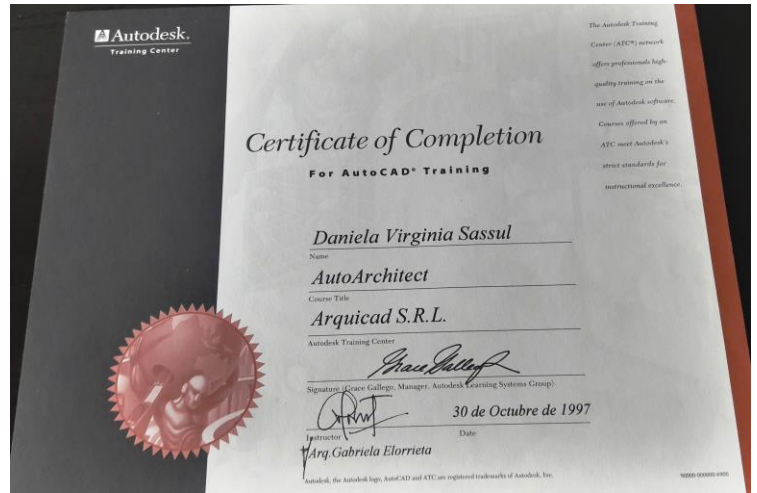 Autodesk.
Training Center
The Autodesk Training
Center (ATC®) network
offers professionals high-
quality training on the
use of Autodesk software.
Courses offered by an
ATC meet Autodesk's
strict standards for
instructional excellence.
Certificate of Completion
For AutoCAD® Training
Daniela Virginia Sassul
Name
AutoArchitect
Course Title
Arquicad S.R.L.
Autodesk Training Center
Grace Gallego
Signature (Grace Gallego, Manager, Autodesk Learning Systems Group)
30 de Octubre de 1997
Instructor
Date
Arq.Gabriela Elorrieta
Autodesk, the Autodesk logo, AutoCAD and ATC are registered trademarks of Autodesk, Inc.